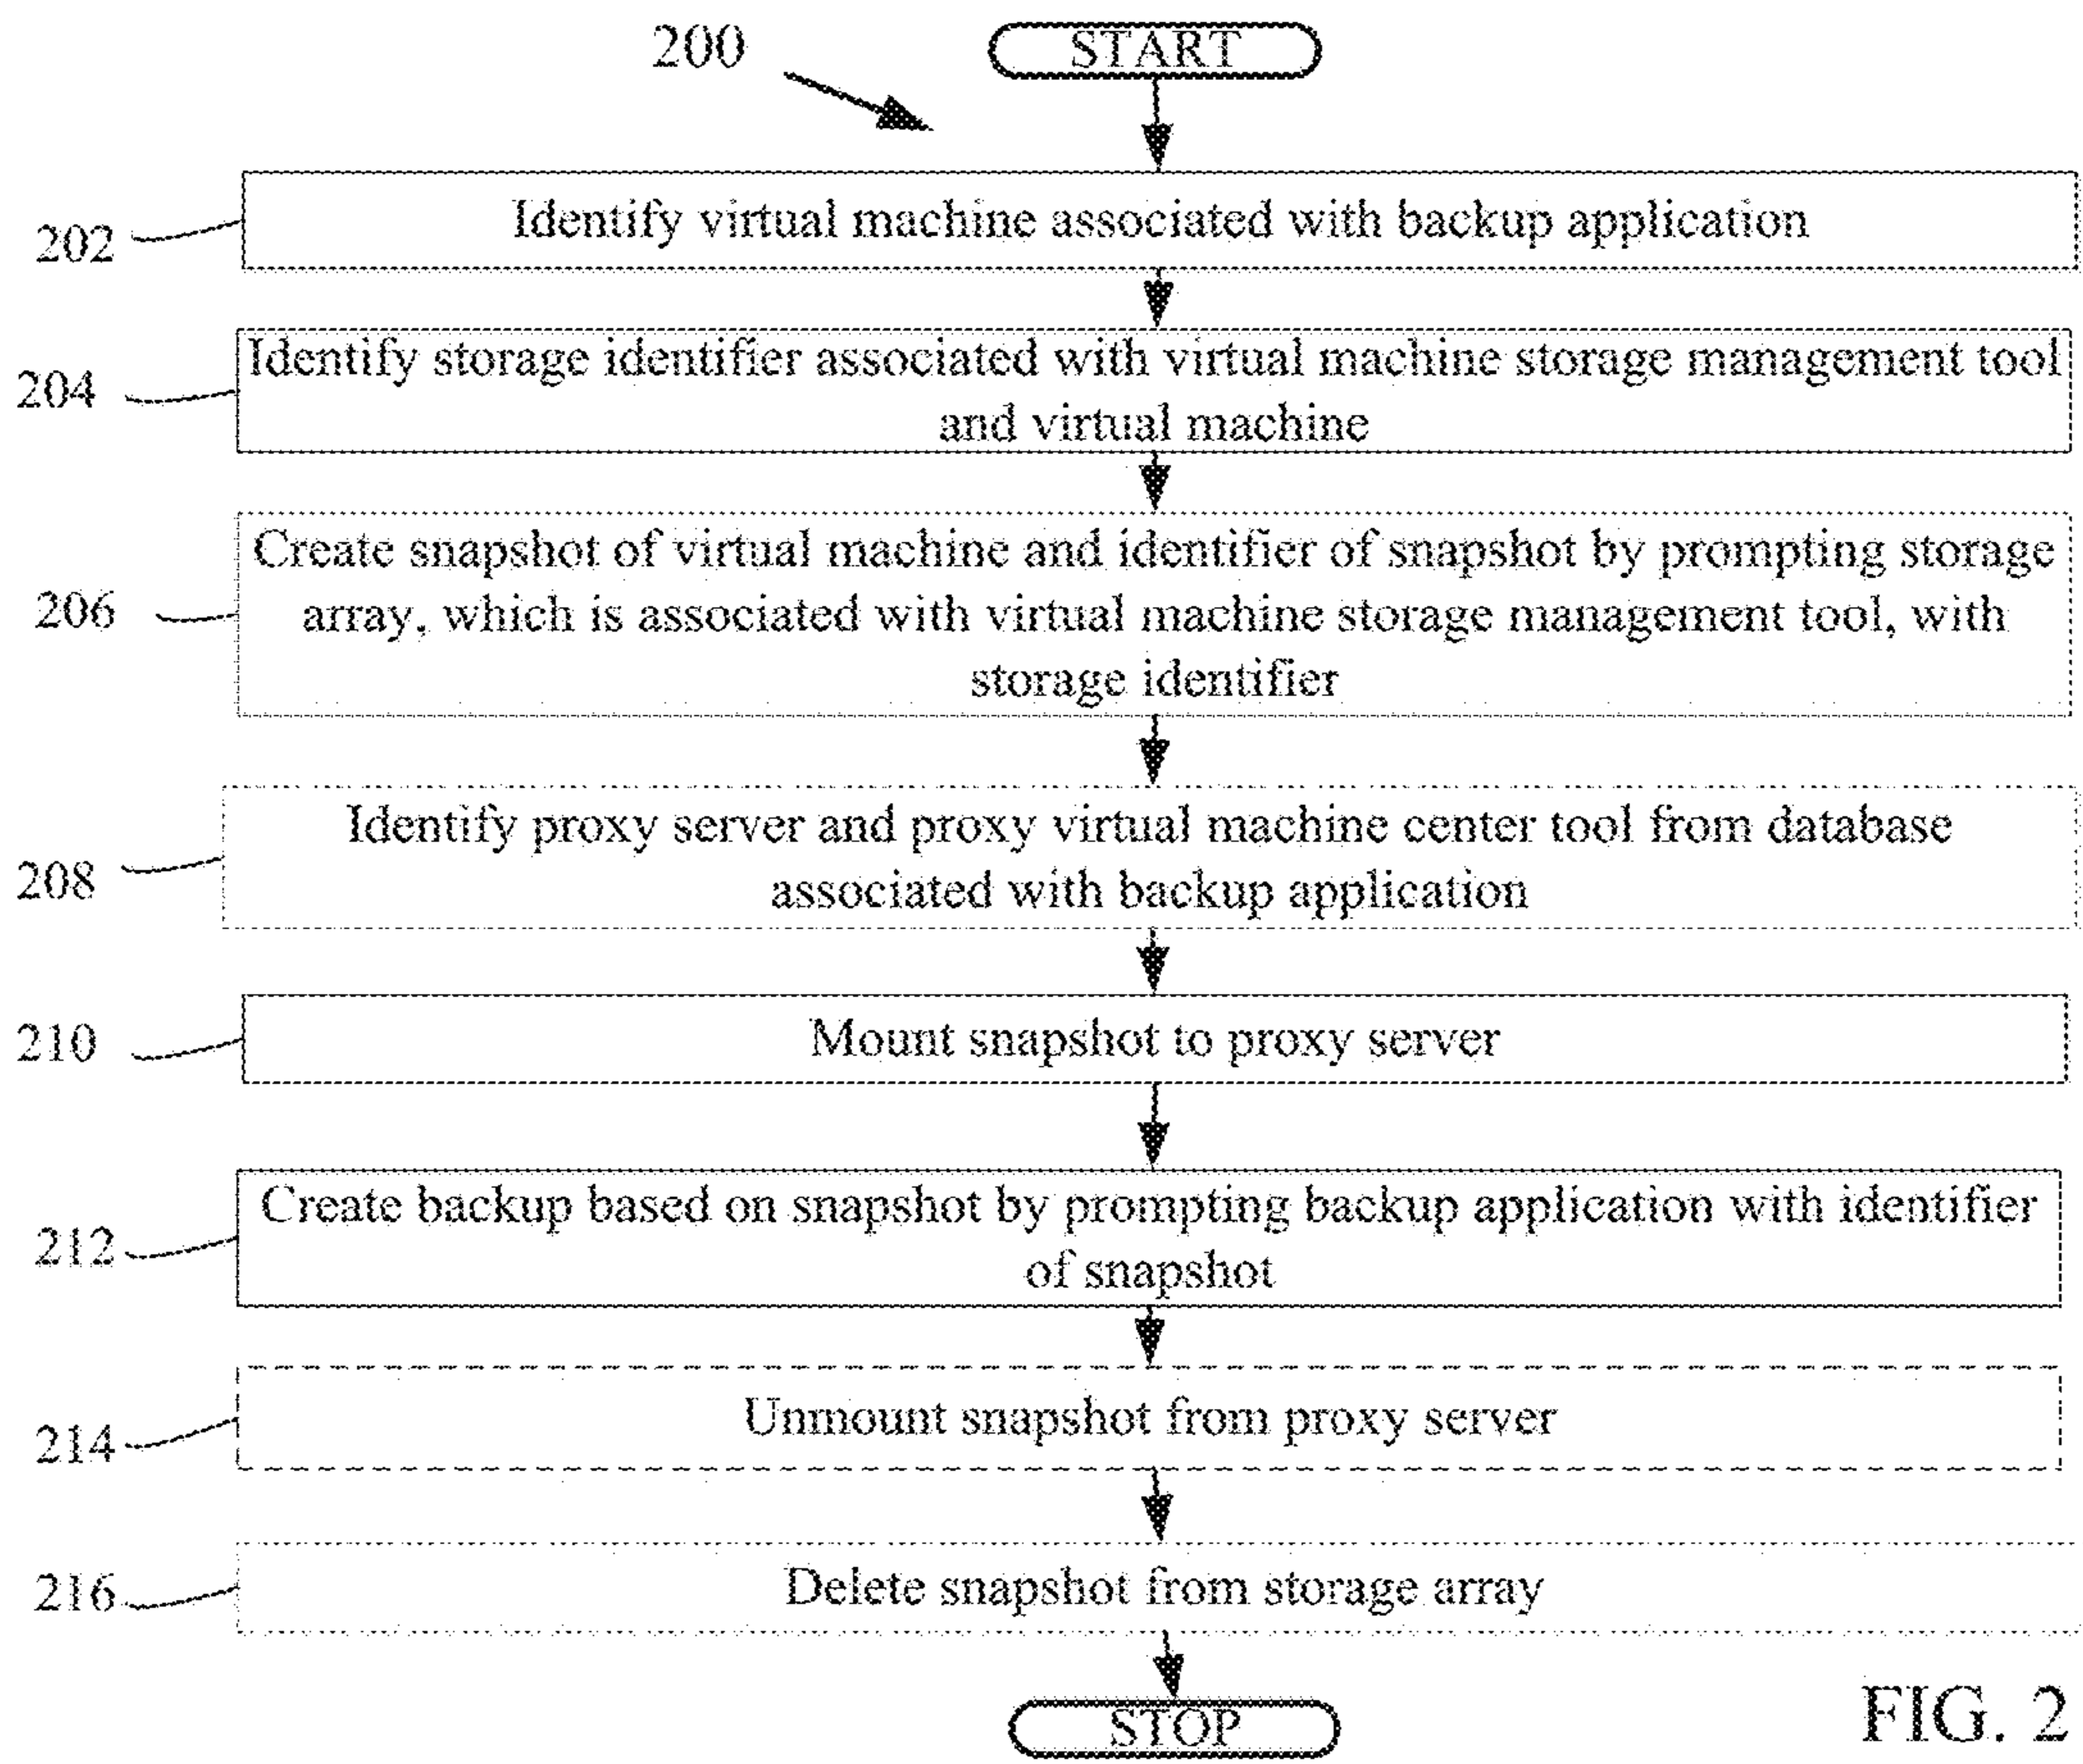 200
START
202
Identify virtual machine associated with backup application
204
Identify storage identifier associated with virtual machine storage management tool
and virtual machine
206
Create snapshot of virtual machine and identifier of snapshot by prompting storage
array, which is associated with virtual machine storage management tool, with
storage identifier
208
Identify proxy server and proxy virtual machine center tool from database
associated with backup application
210
Mount snapshot to proxy server
212
Create backup based on snapshot by prompting backup application with identifier
of snapshot
214
Unmount snapshot from proxy server
216
Delete snapshot from storage array
STOP
FIG. 2